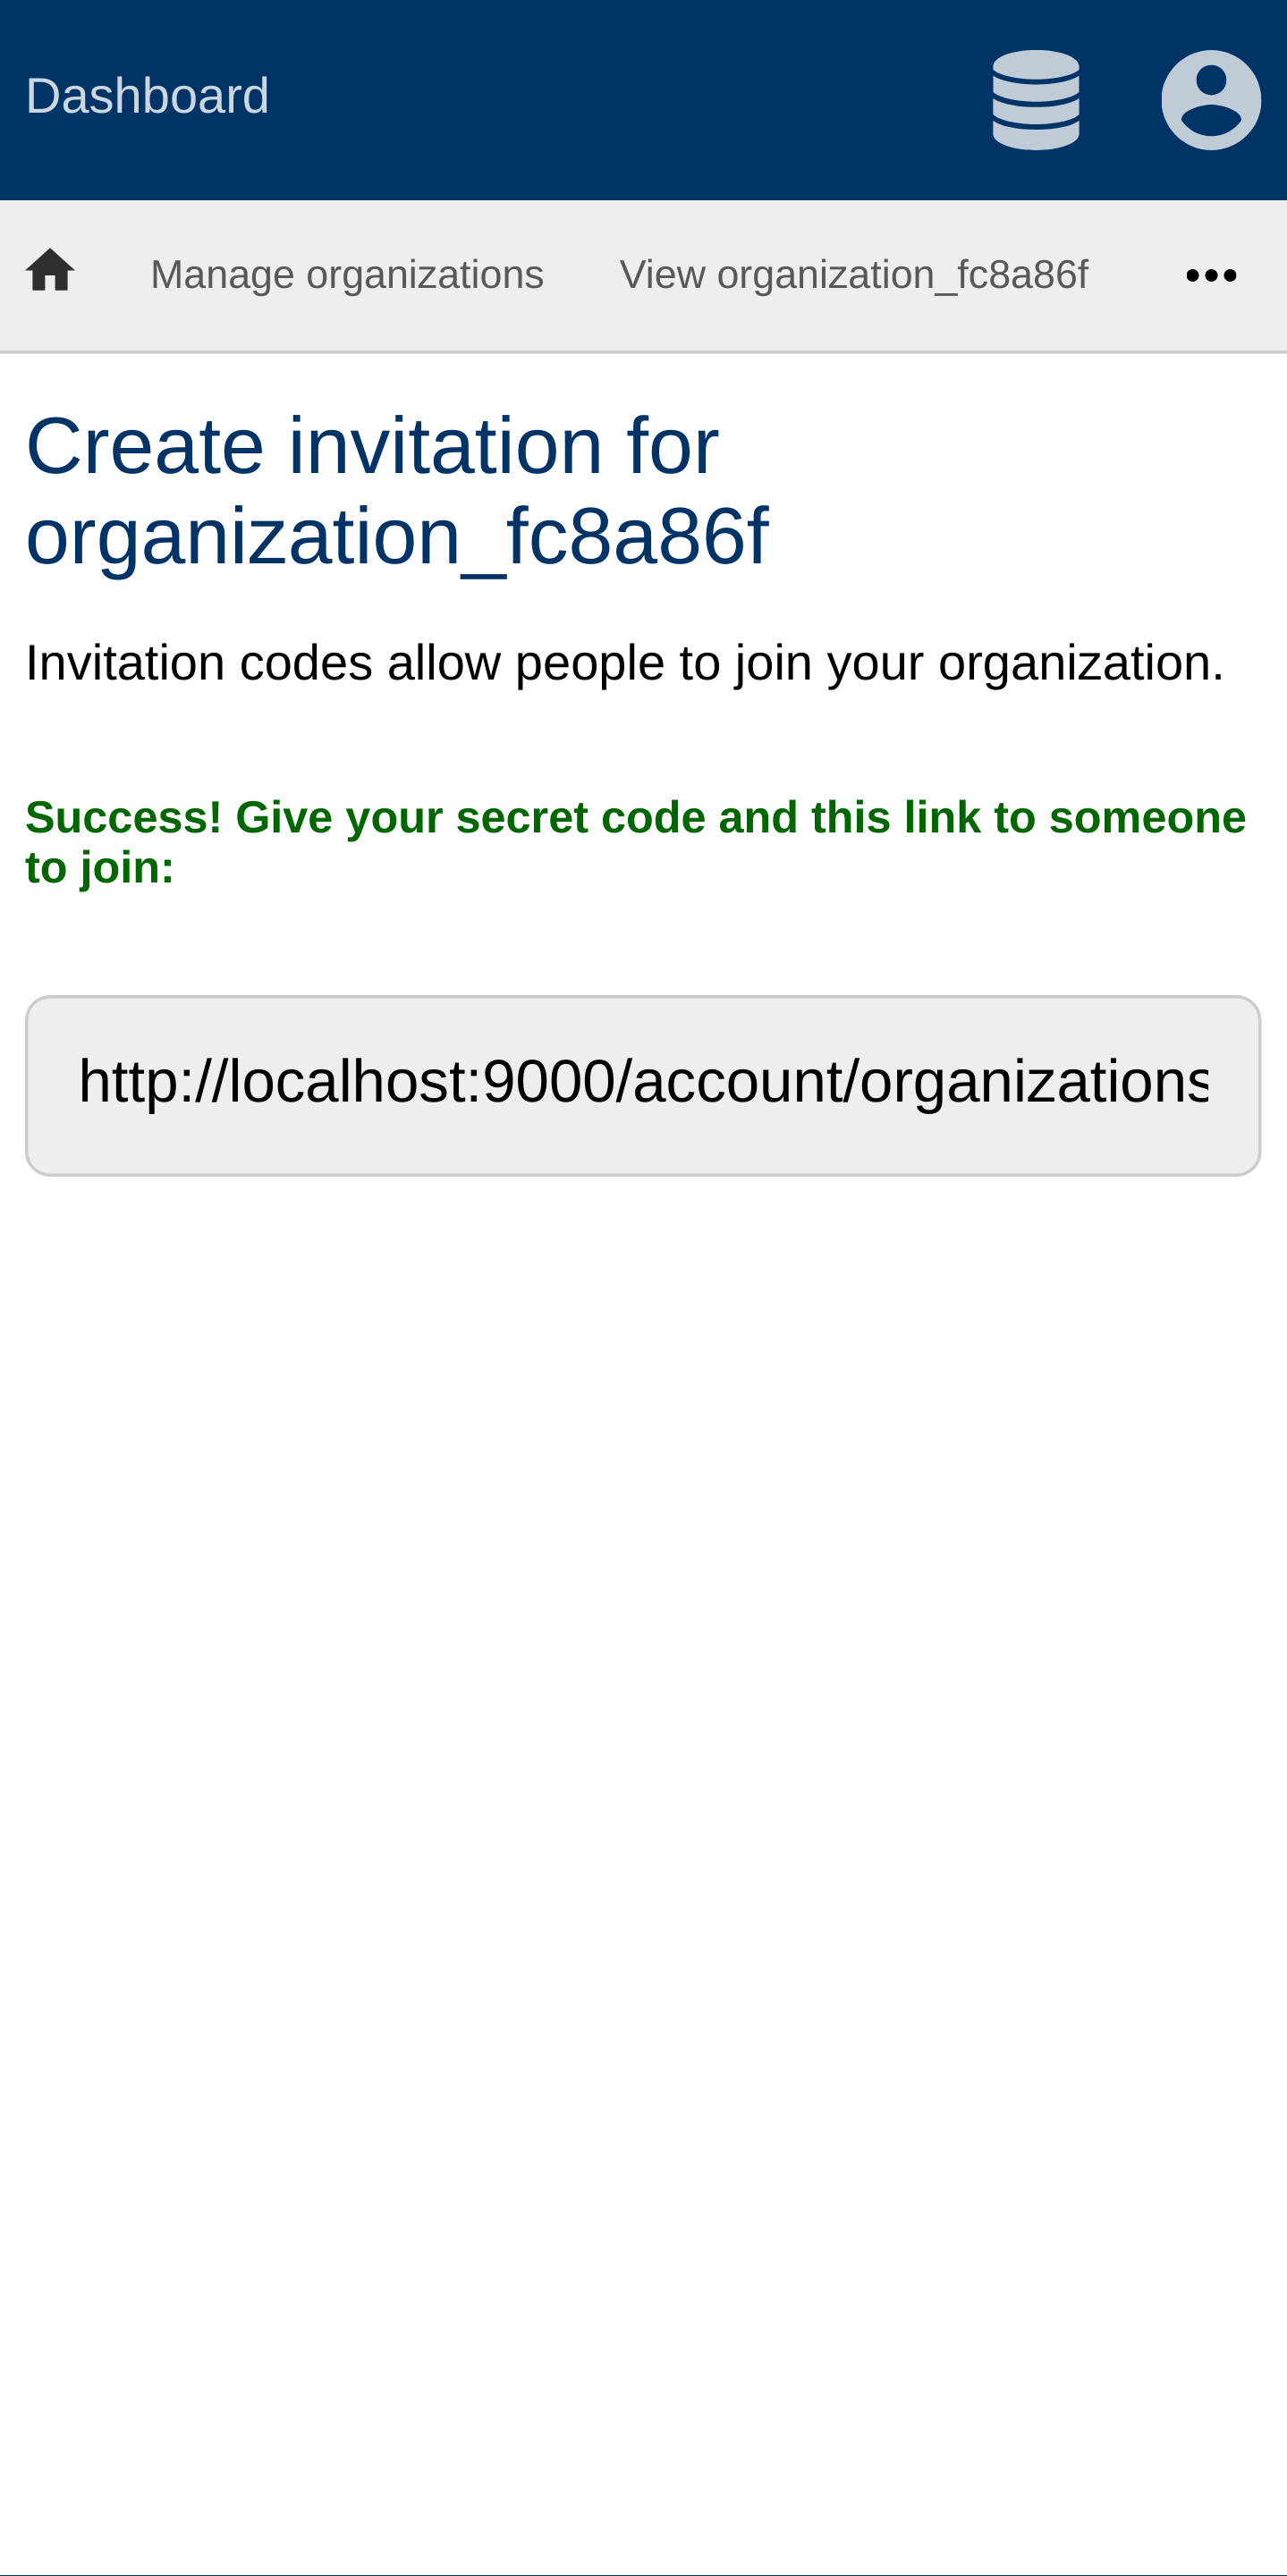 Dashboard
Manage organizations View organization_fc8a86f
Create invitation for
organization_fc8a86f
Invitation codes allow people to join your organization.
Success! Give your secret code and this link to someone
to join:
http://localhost:9000/account/organizations